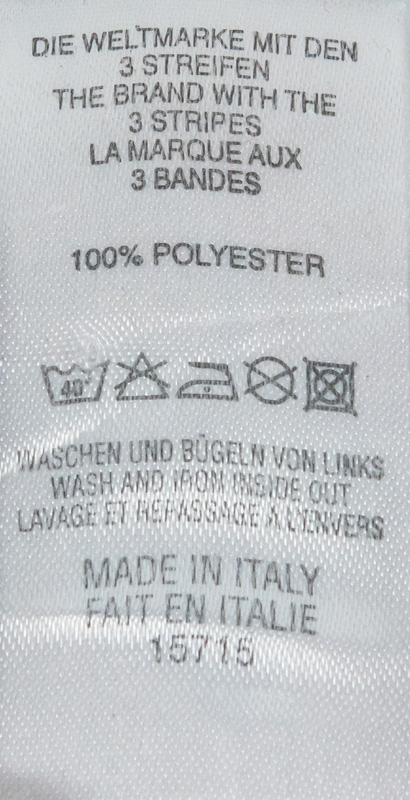 DIE WELTMARKE MIT DEN
3 STREIFEN
THE BRAND WITH THE
3 STRIPES
LA MARQUE AUX
3 BANDES
100% POLYESTER
40°
WASCHEN UND BÜGELN VON LINKS
WASH AND IRON INSIDE OUT
LAVAGE ET REPASSAGE A L'ENVERS
MADE IN ITALY
FAIT EN ITALIE
15715